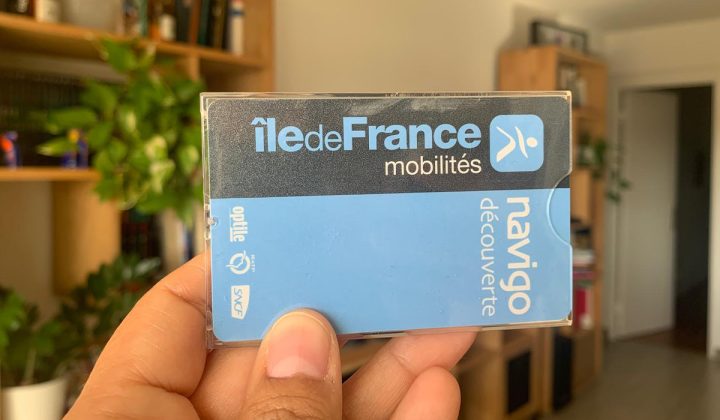 îledeFrance
mobilités
navigo
découverte
optile
RATP
SNCF